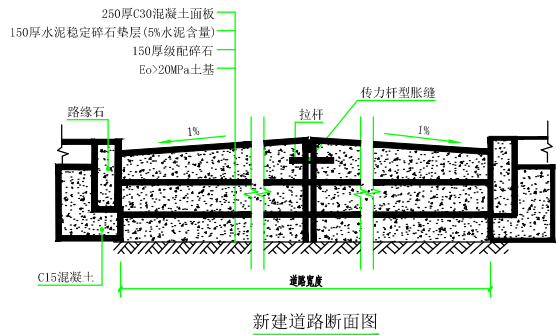 250厚C30混凝土面板
150厚水泥稳定碎石垫层(5%水泥含量)
150厚级配碎石
Eo>20MPa土基
传力杆型胀缝
路缘石
拉杆
1%
1%
C15混凝土
道路宽度
新建道路断面图